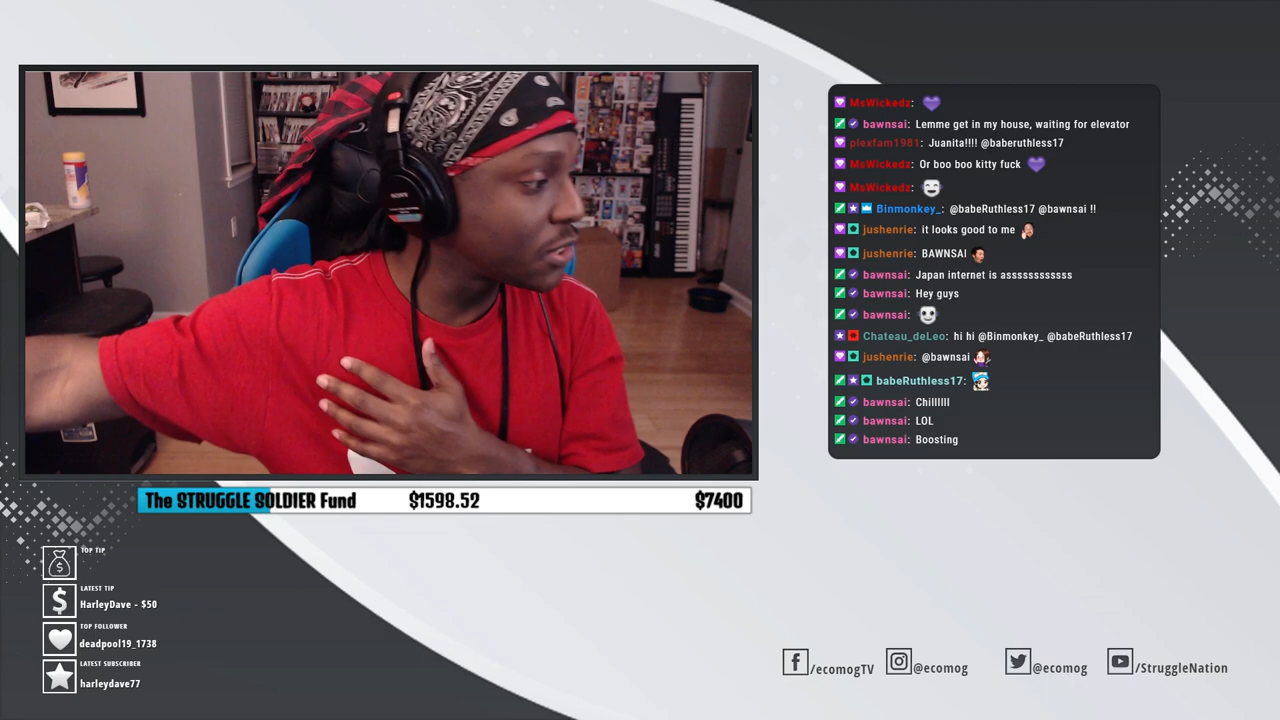 MsWickedz:
bawnsai: Lemme get in my house, waiting for elevator
plexfam1981: Juanita!!!! @baberuthless17
MsWickedz: Or boo boo kitty fuck
MsWickedz:
Binmonkey_: @babeRuthless17 @bawnsai !!
jushenrie: it looks good to me
jushenrie: BAWNSAI
bawnsai: Japan internet is assssssssssss
bawnsai: Hey guys
bawnsai:
Chateau_deLeo: hi hi @Binmonkey_ @babeRuthless17
jushenrie: @bawnsai
babeRuthless17:
bawnsai: Chillllll
bawnsai: LOL
bawnsai: Boosting
SONY
The STRUGGLE SOLDIER Fund $1598.52 $7400
TOP TIP
LATEST TIP
HarleyDave - $50
TOP FOLLOWER
deadpool19_1738
LATEST SUBSCRIBER
harleydave77
/ecomogTV @ecomog @ecomog /StruggleNation